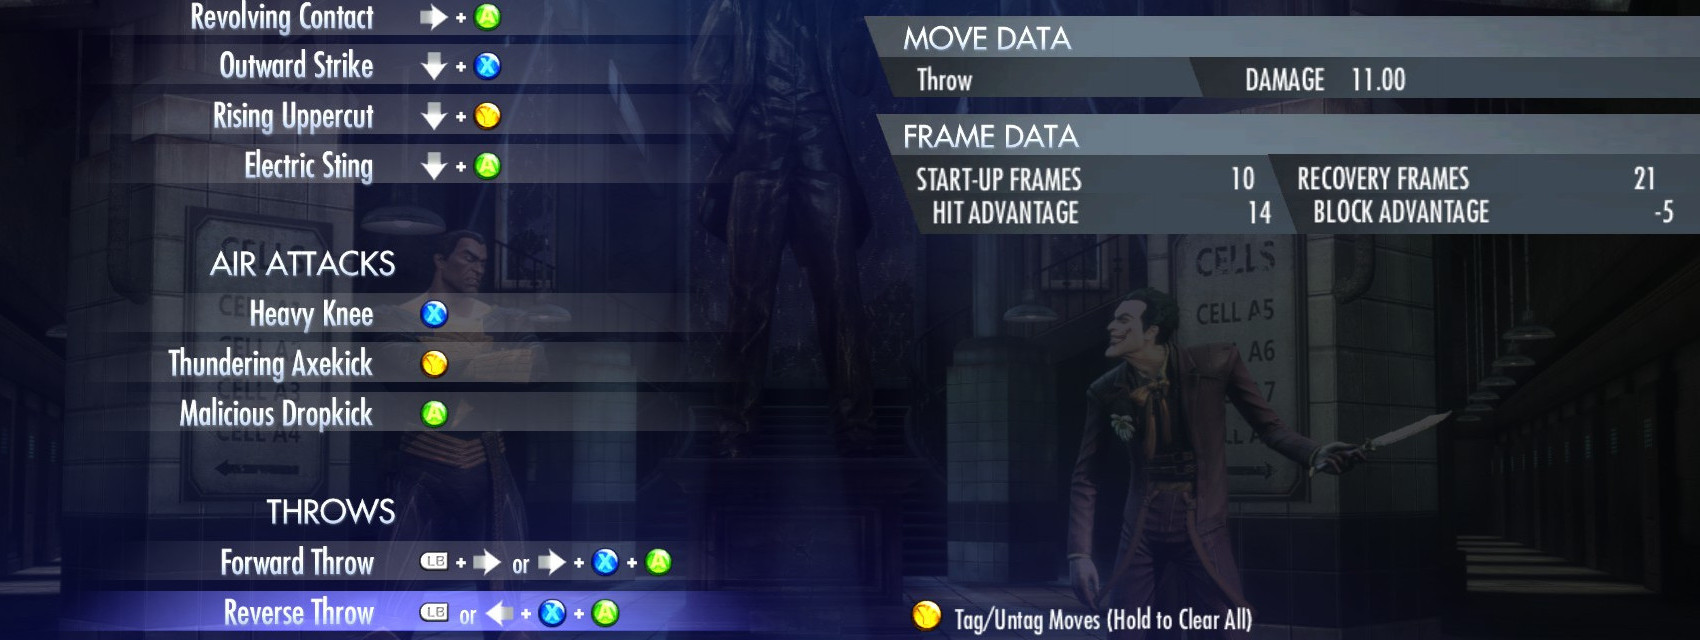 Revolving Contact + A
Outward Strike + X
Rising Uppercut + Y
Electric Sting + A
AIR ATTACKS
Heavy Knee X
Thundering Axekick Y
Malicious Dropkick A
THROWS
Forward Throw LB + or + X + A
Reverse Throw LB or + X + A
MOVE DATA
Throw DAMAGE 11.00
FRAME DATA
START-UP FRAMES 10 RECOVERY FRAMES 21
HIT ADVANTAGE 14 BLOCK ADVANTAGE -5
CELLS
CELL A4
CELLS
CELL A5
A6
Y Tag/Untag Moves (Hold to Clear All)